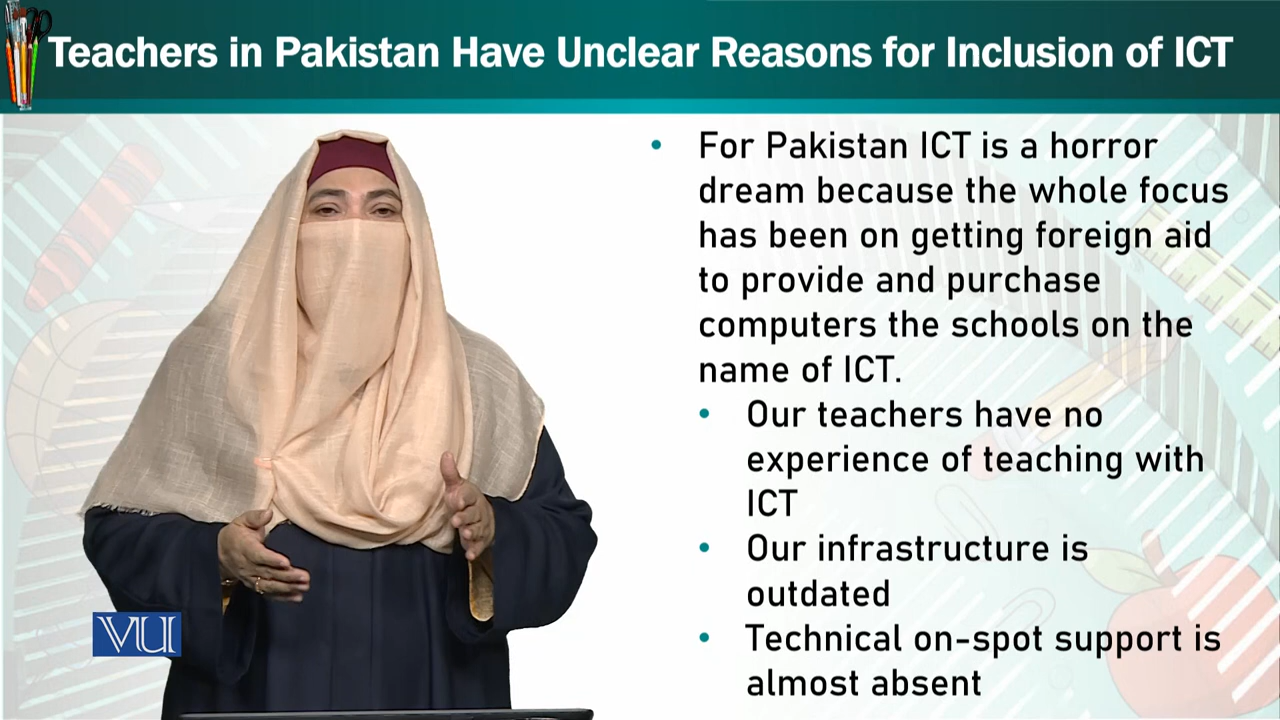 Teachers in Pakistan Have Unclear Reasons for Inclusion of ICT
• For Pakistan ICT is a horror
dream because the whole focus
has been on getting foreign aid
to provide and purchase
computers the schools on the
name of ICT.
• Our teachers have no
experience of teaching with
ICT
• Our infrastructure is
outdated
• Technical on-spot support is
almost absent
VU